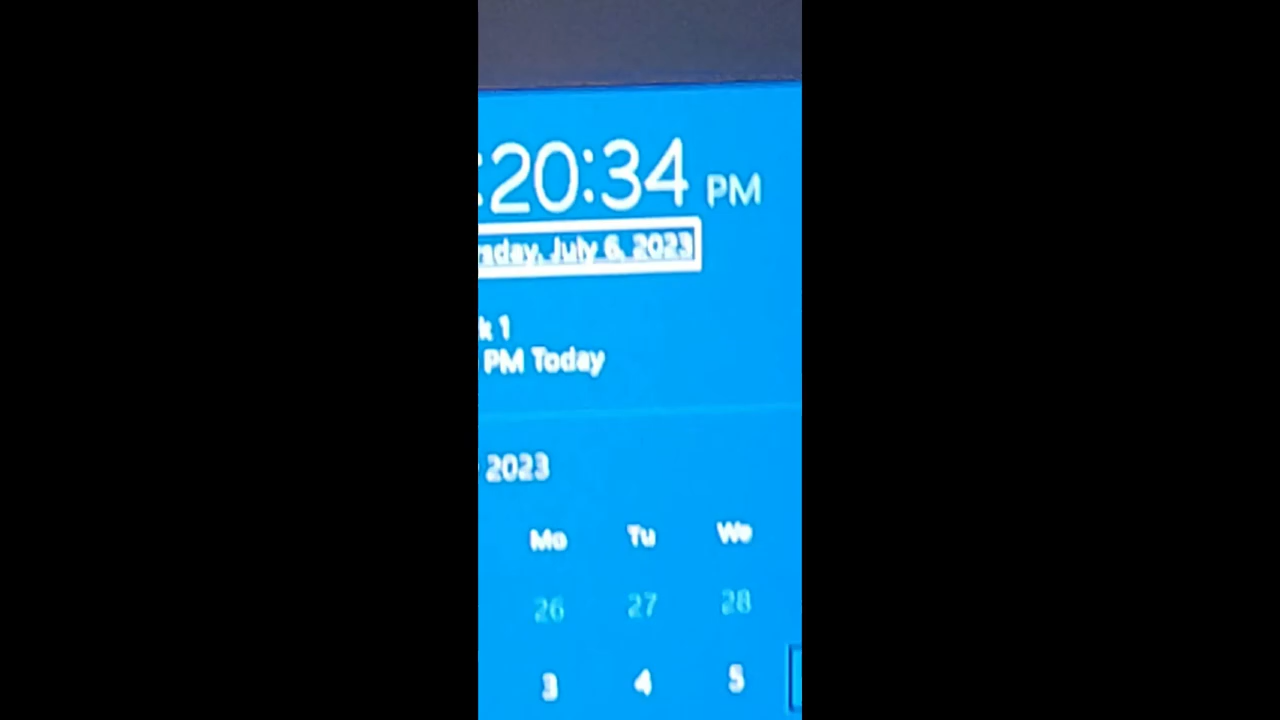 :20:34 PM
rsday, July 6, 2023
k 1
PM Today
2023
Mo Tu We
26 27 28
3 4 5